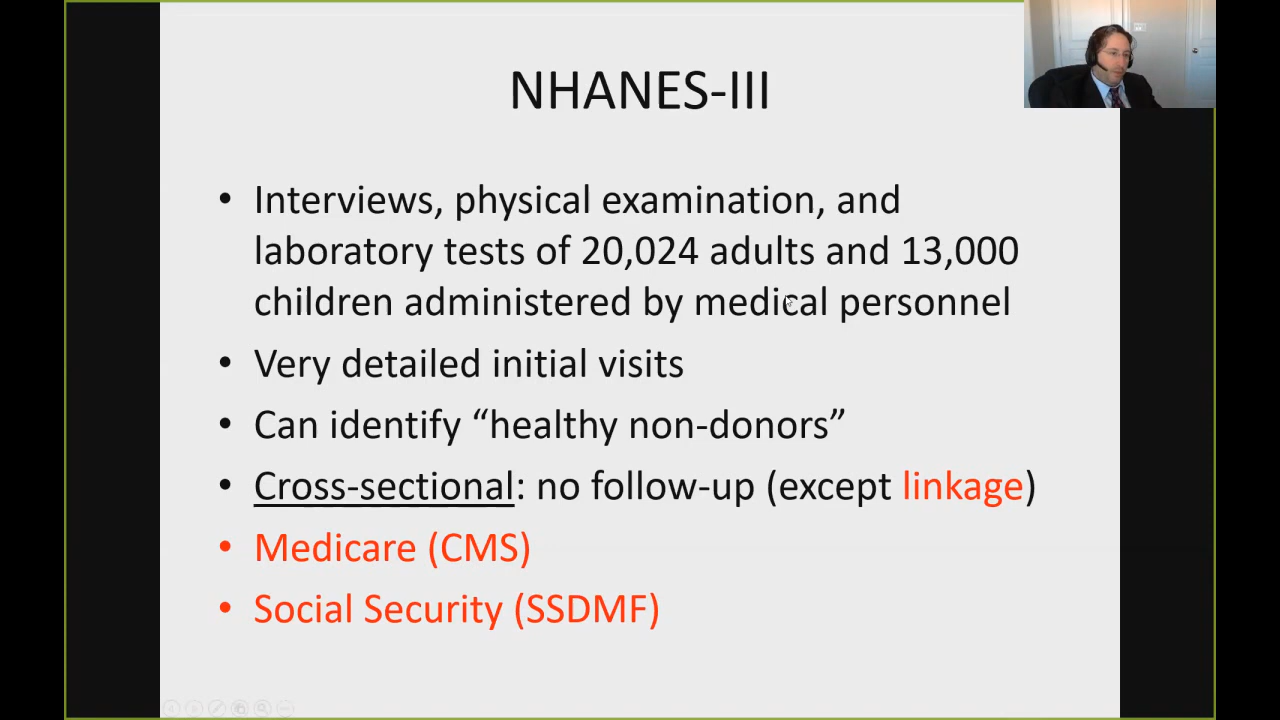 NHANES-III
• Interviews, physical examination, and
laboratory tests of 20,024 adults and 13,000
children administered by medical personnel
• Very detailed initial visits
• Can identify “healthy non-donors”
• Cross-sectional: no follow-up (except linkage)
• Medicare (CMS)
• Social Security (SSDMF)